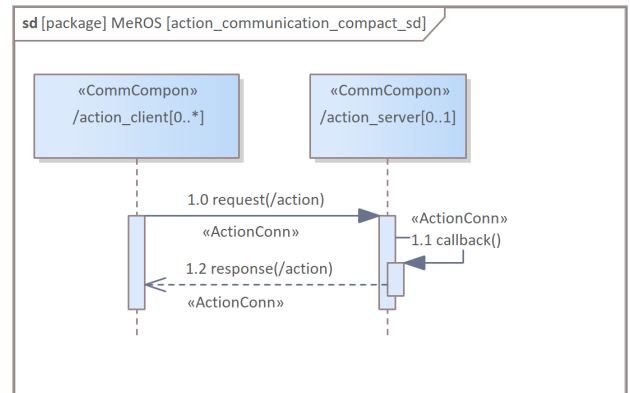 sd [package] MeROS [action_communication_compact_sd]
«CommCompon»
/action_client[0..*]
«CommCompon»
/action_server[0..1]
1.0 request(/action)
«ActionConn»
«ActionConn»
1.1 callback()
1.2 response(/action)
«ActionConn»